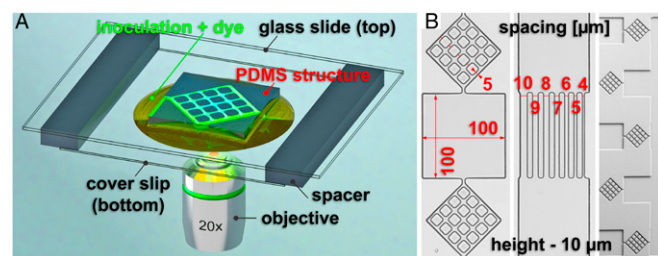 A
inoculation + dye
glass slide (top)
PDMS structure
cover slip
(bottom)
spacer
objective
20x
B
spacing [µm]
5
10 8 6 4
9 7 5
100
100
height - 10 µm